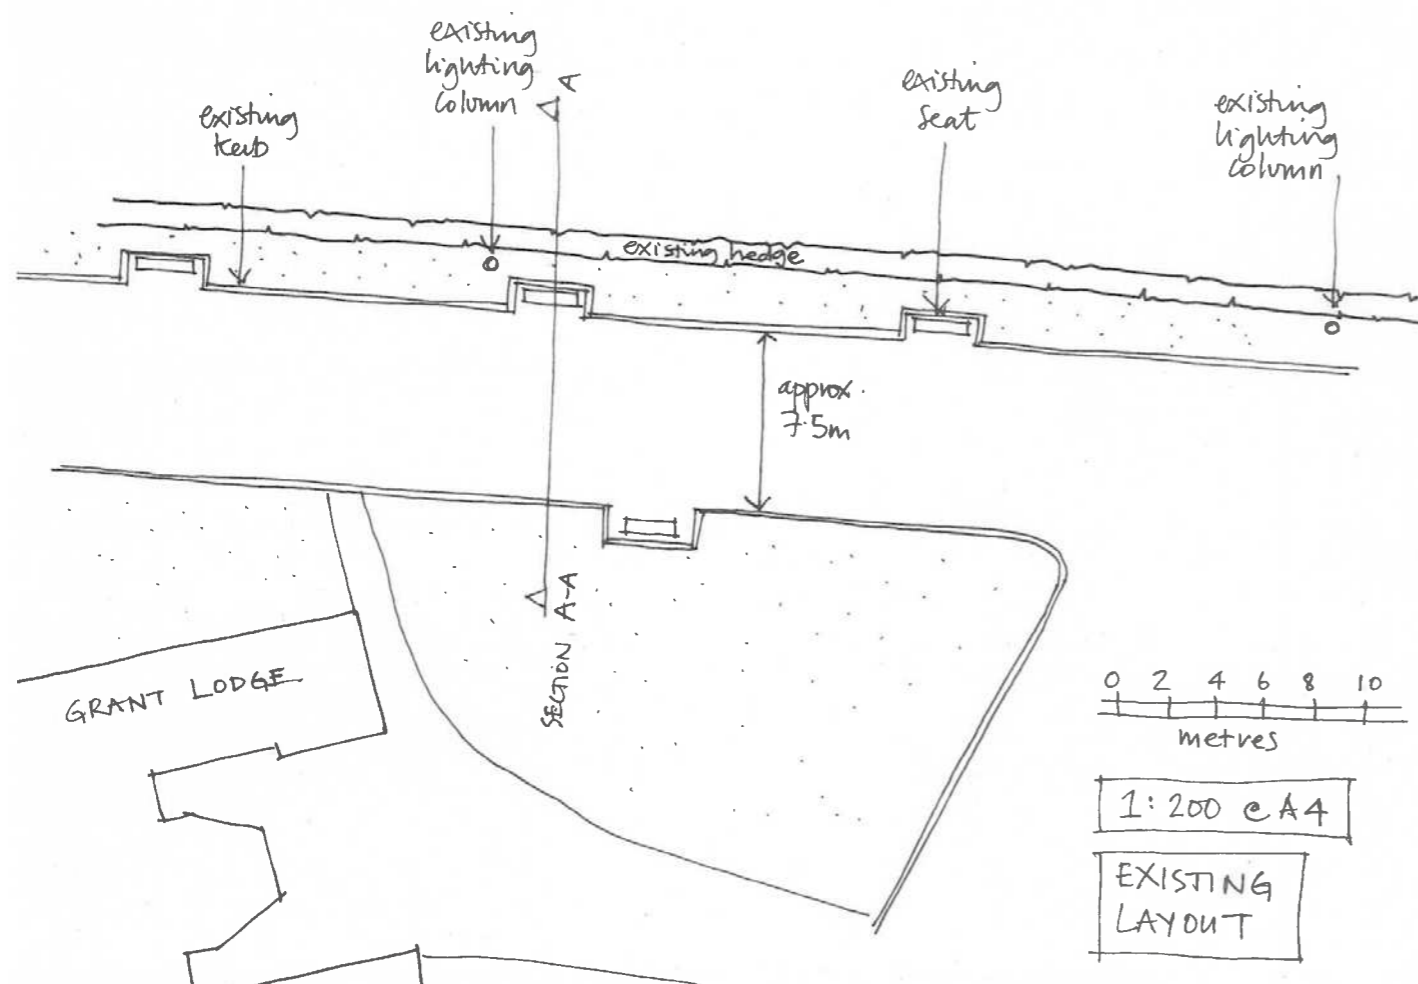 existing
lighting
column
A
existing
kerb
existing
seat
existing
lighting
column
existing hedge
approx.
7.5m
SECTION A-A
GRANT LODGE
0 2 4 6 8 10
metres
1:200 @ A4
EXISTING
LAYOUT